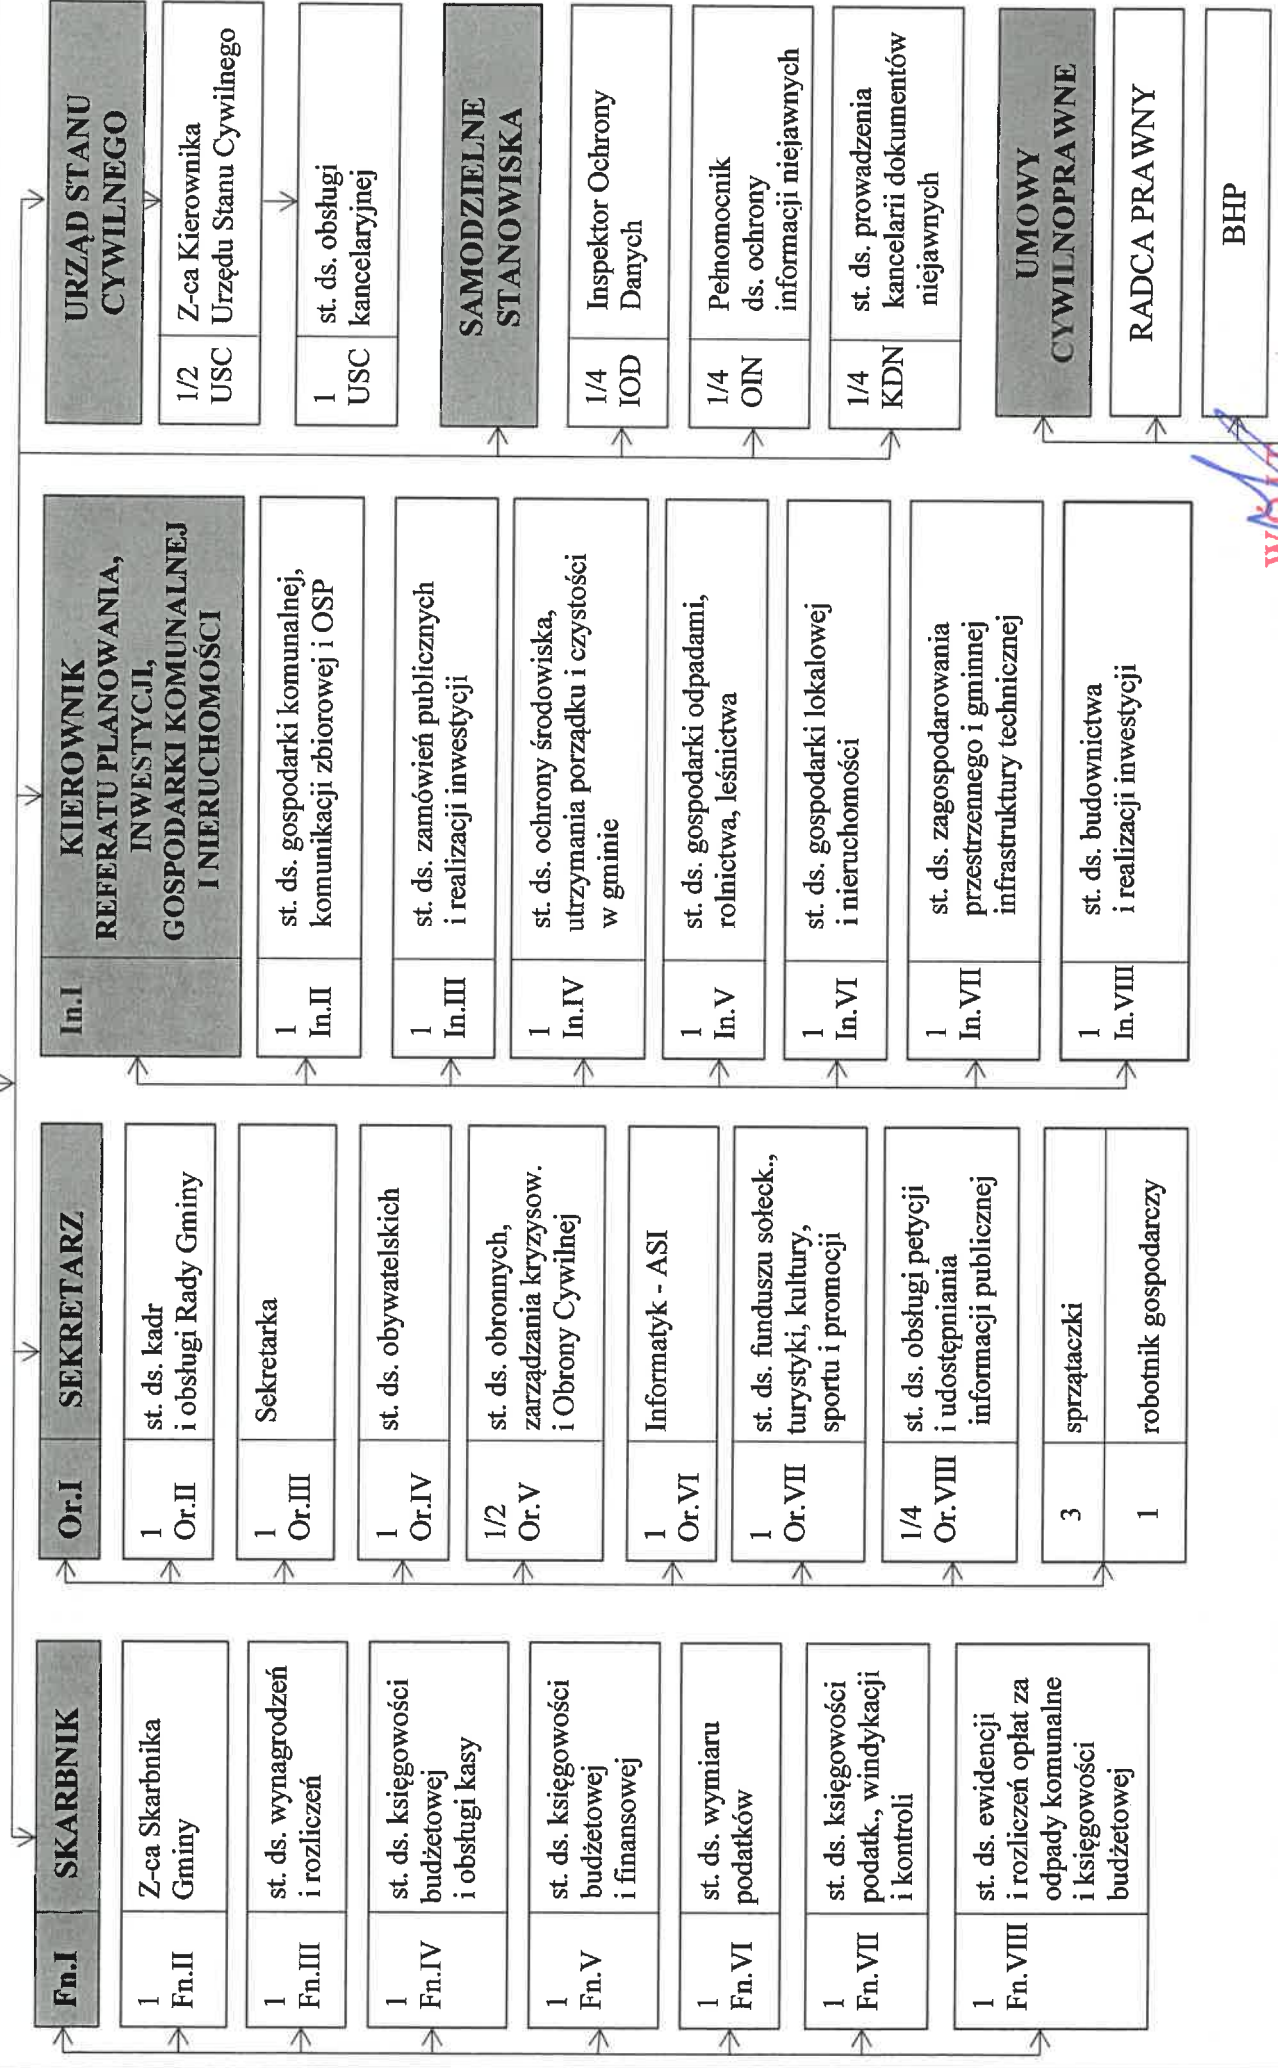 Fn.I
SKARBNIK
1
Fn.II
Z-ca Skarbnika
Gminy
1
Fn.III
st. ds. wynagrodzeń
i rozliczeń
1
Fn.IV
st. ds. księgowości
budżetowej
i obsługi kasy
1
Fn.V
st. ds. księgowości
budżetowej
i finansowej
1
Fn.VI
st. ds. wymiaru
podatków
1
Fn.VII
st. ds. księgowości
podatk., windykacji
i kontroli
1
Fn.VIII
st. ds. ewidencji
i rozliczeń opłat za
odpady komunalne
i księgowości
budżetowej
Or.I
SEKRETARZ
1
Or.II
st. ds. kadr
i obsługi Rady Gminy
1
Or.III
Sekretarka
1
Or.IV
st. ds. obywatelskich
1/2
Or.V
st. ds. obronnych,
zarządzania kryzysow.
i Obrony Cywilnej
1
Or.VI
Informatyk - ASI
1
Or.VII
st. ds. funduszu sołeck.,
turystyki, kultury,
sportu i promocji
1/4
Or.VIII
st. ds. obsługi petycji
i udostępniania
informacji publicznej
3
sprzątaczki
1
robotnik gospodarczy
In.I
KIEROWNIK
REFERATU PLANOWANIA,
INWESTYCJI,
GOSPODARKI KOMUNALNEJ
I NIERUCHOMOŚCI
1
In.II
st. ds. gospodarki komunalnej,
komunikacji zbiorowej i OSP
1
In.III
st. ds. zamówień publicznych
i realizacji inwestycji
1
In.IV
st. ds. ochrony środowiska,
utrzymania porządku i czystości
w gminie
1
In.V
st. ds. gospodarki odpadami,
rolnictwa, leśnictwa
1
In.VI
st. ds. gospodarki lokalowej
i nieruchomości
1
In.VII
st. ds. zagospodarowania
przestrzennego i gminnej
infrastruktury technicznej
1
In.VIII
st. ds. budownictwa
i realizacji inwestycji
URZĄD STANU
CYWILNEGO
1/2
USC
Z-ca Kierownika
Urzędu Stanu Cywilnego
1
USC
st. ds. obsługi
kancelaryjnej
SAMODZIELNE
STANOWISKA
1/4
IOD
Inspektor Ochrony
Danych
1/4
OIN
Pełnomocnik
ds. ochrony
informacji niejawnych
1/4
KDN
st. ds. prowadzenia
kancelarii dokumentów
niejawnych
UMOWY
CYWILNOPRAWNE
RADCA PRAWNY
BHP